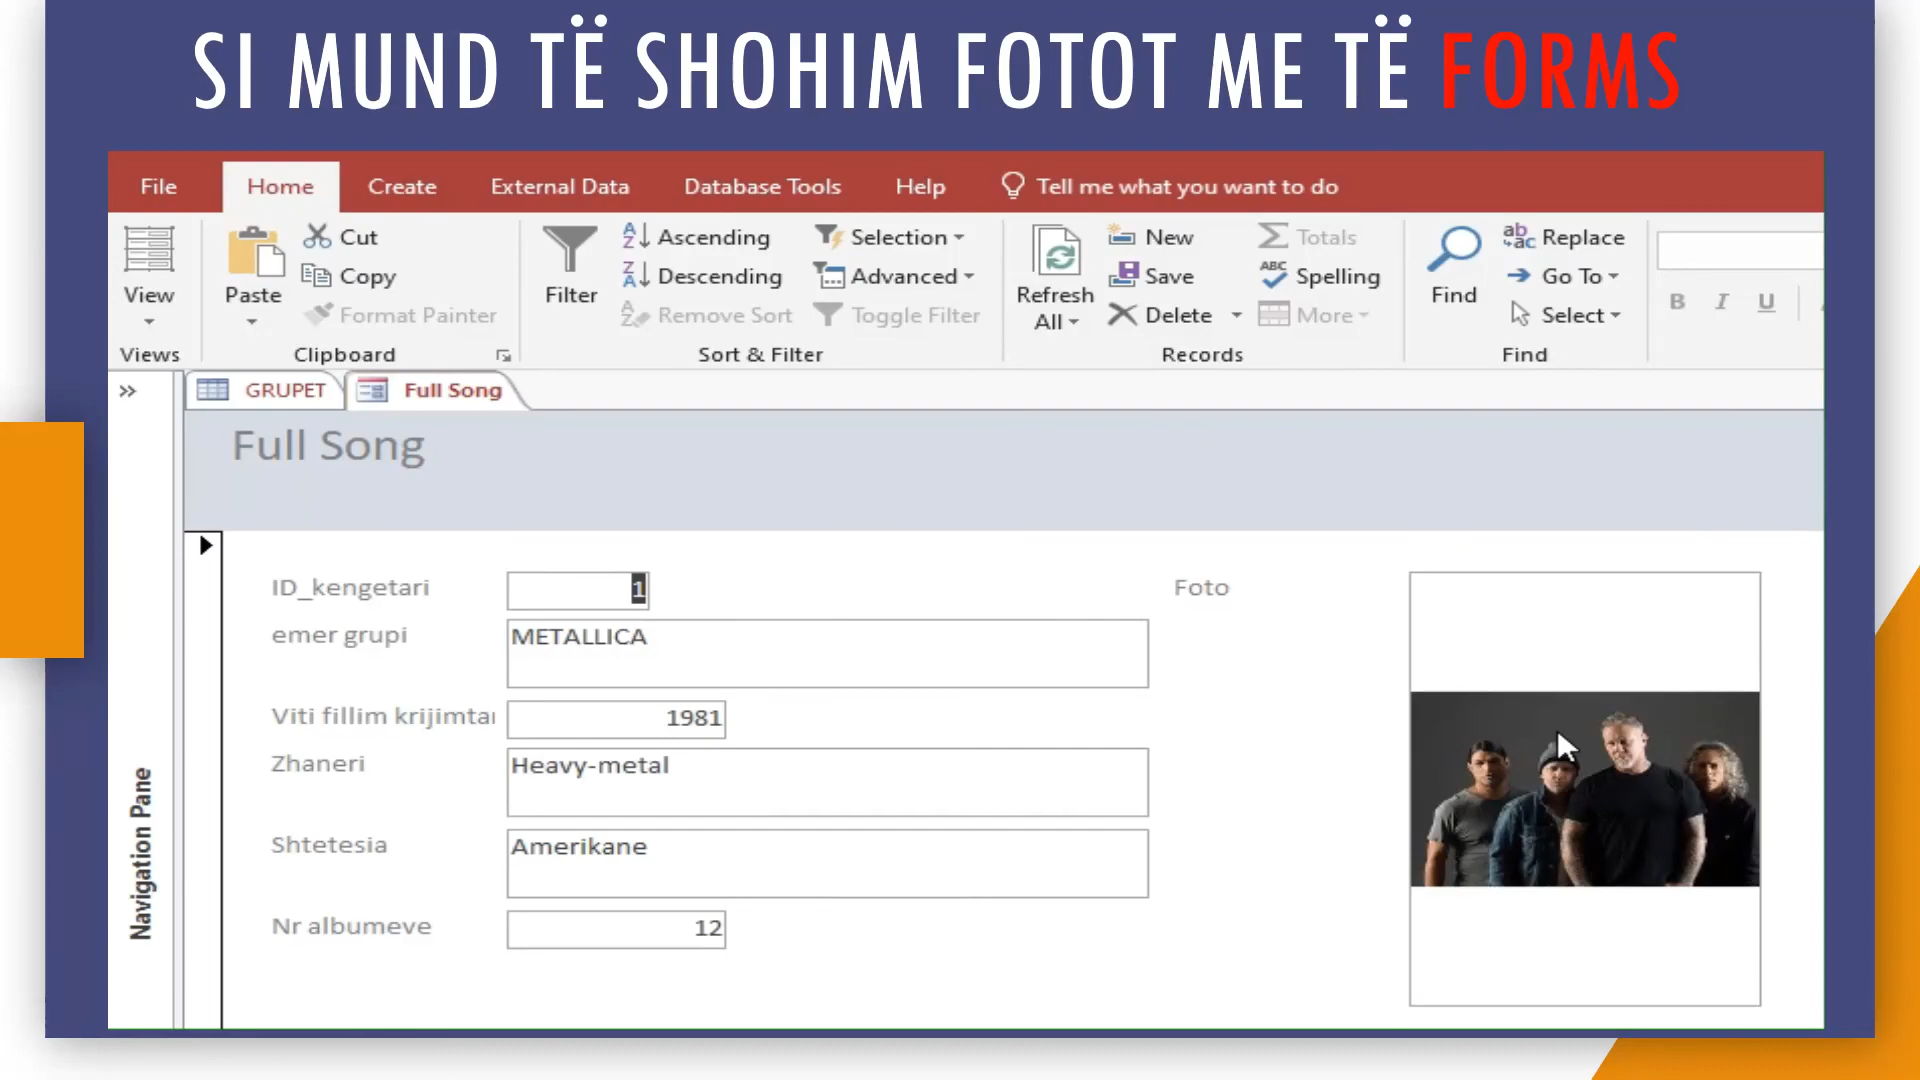 SI MUND TË SHOHIM FOTOT ME TË FORMS
File Home Create External Data Database Tools Help Tell me what you want to do
View
Views
Paste
Cut
Copy
Format Painter
Clipboard
Filter
Ascending
Descending
Remove Sort
Selection
Advanced
Toggle Filter
Sort & Filter
Refresh
All
New
Save
Delete
Totals
Spelling
More
Records
Find
Replace
Go To
Select
Find
B I U
GRUPET Full Song
Navigation Pane
Full Song
ID_kengetari 1
emer grupi METALLICA
Viti fillim krijimtar 1981
Zhaneri Heavy-metal
Shtetesia Amerikane
Nr albumeve 12
Foto